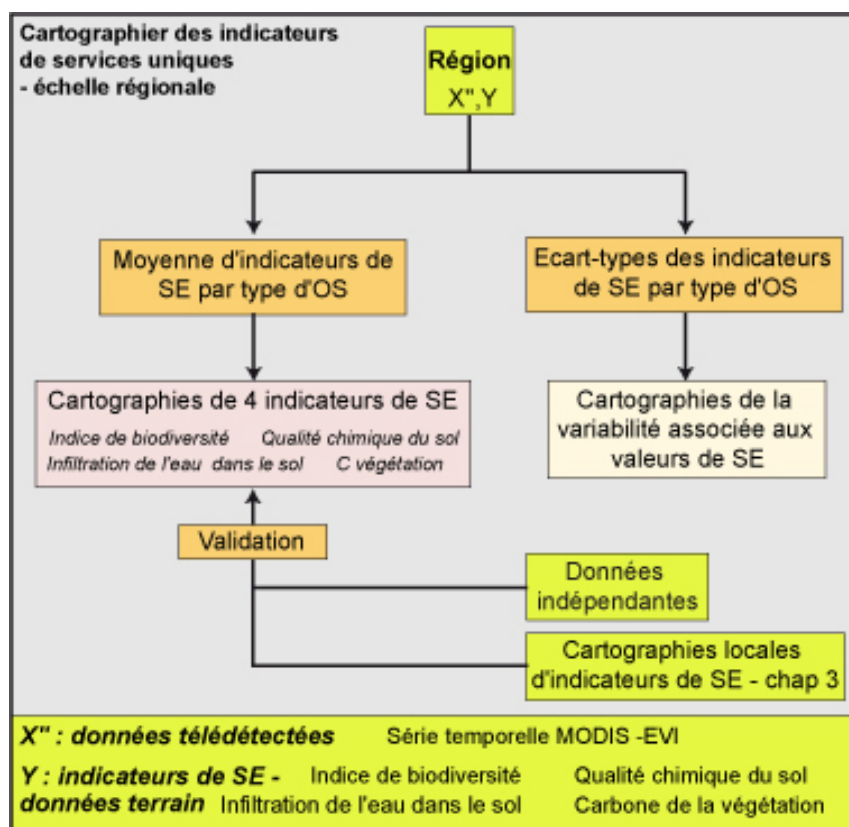 Cartographier des indicateurs
de services uniques
- échelle régionale
Région
X",Y
Moyenne d'indicateurs de
SE par type d'OS
Ecart-types des indicateurs
de SE par type d'OS
Cartographies de 4 indicateurs de SE
Indice de biodiversité Qualité chimique du sol
Infiltration de l'eau dans le sol C végétation
Cartographies de la
variabilité associée aux
valeurs de SE
Validation
Données
indépendantes
Cartographies locales
d'indicateurs de SE - chap 3
X" : données télédétectées Série temporelle MODIS -EVI
Y : indicateurs de SE - Indice de biodiversité Qualité chimique du sol
données terrain Infiltration de l'eau dans le sol Carbone de la végétation